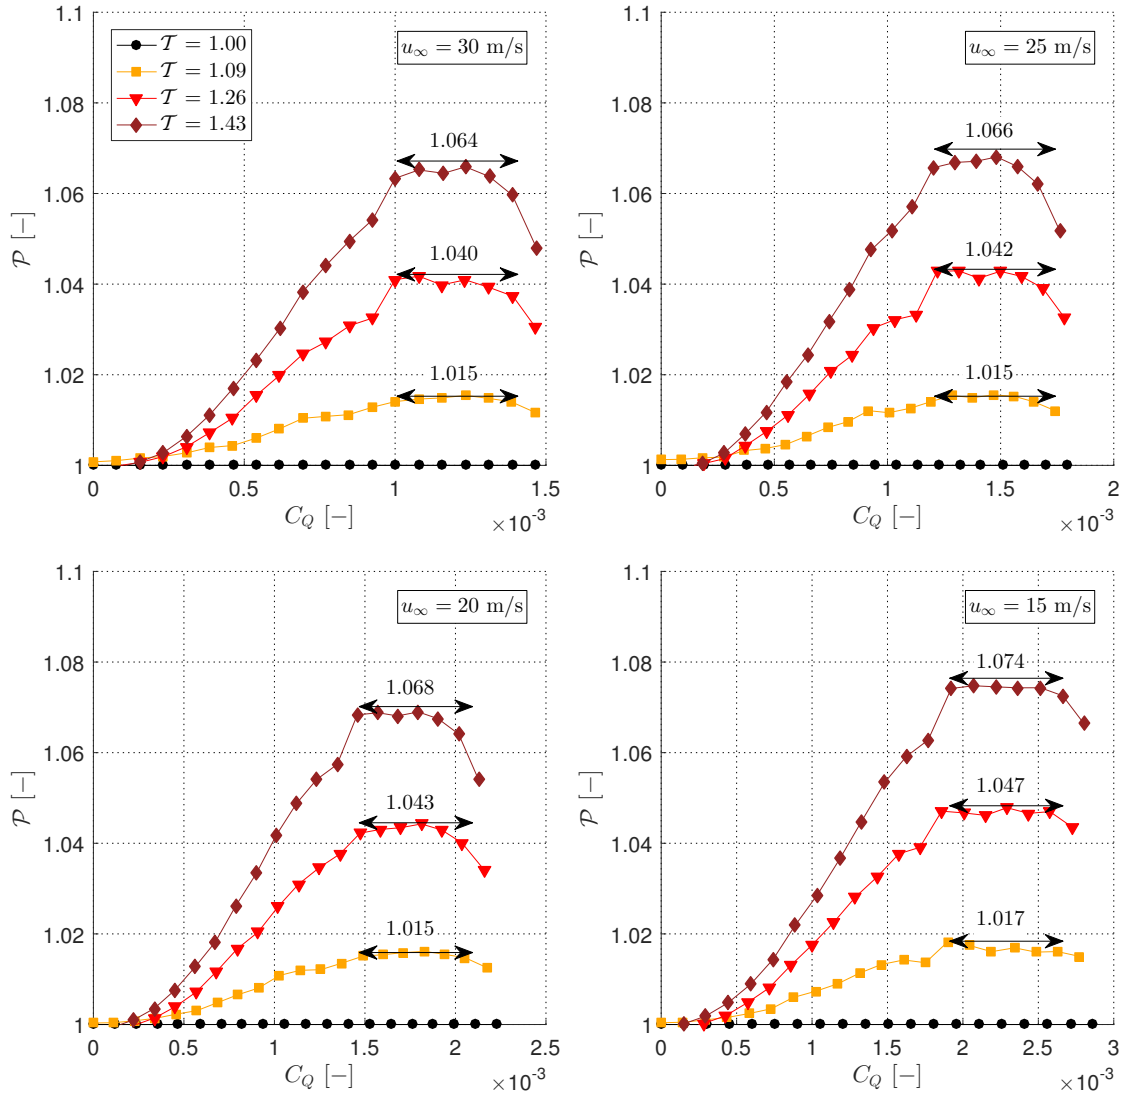 1.1
1.08
1.06
1.04
1.02
1
𝒫 [−]
𝒯 = 1.00
𝒯 = 1.09
𝒯 = 1.26
𝒯 = 1.43
u∞ = 30 m/s
1.064
1.040
1.015
0 0.5 1 1.5
C_Q [−]
×10⁻³
1.1
1.08
1.06
1.04
1.02
1
𝒫 [−]
u∞ = 25 m/s
1.066
1.042
1.015
0 0.5 1 1.5 2
C_Q [−]
×10⁻³
1.1
1.08
1.06
1.04
1.02
1
𝒫 [−]
u∞ = 20 m/s
1.068
1.043
1.015
0 0.5 1 1.5 2 2.5
C_Q [−]
×10⁻³
1.1
1.08
1.06
1.04
1.02
1
𝒫 [−]
u∞ = 15 m/s
1.074
1.047
1.017
0 0.5 1 1.5 2 2.5 3
C_Q [−]
×10⁻³